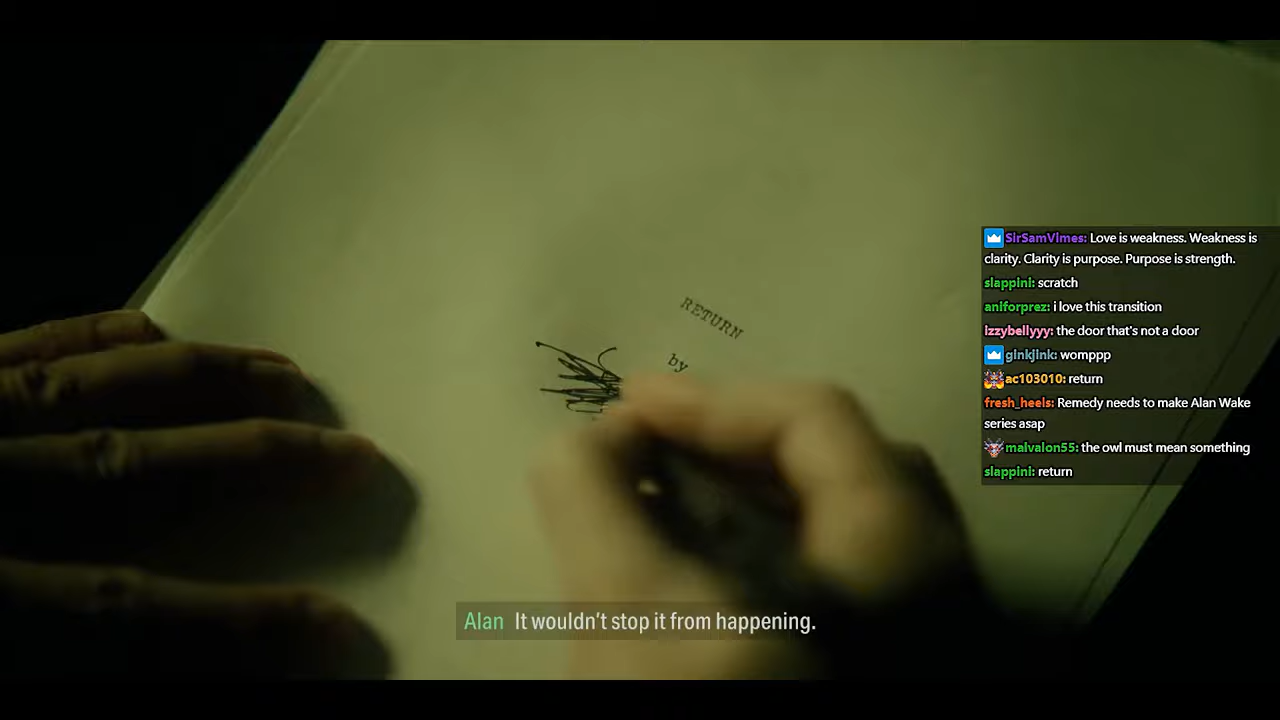 RETURN
by
SirSamVimes: Love is weakness. Weakness is
clarity. Clarity is purpose. Purpose is strength.
slappini: scratch
aniforprez: i love this transition
izzybellyyy: the door that's not a door
ginkjink: womppp
ac103010: return
fresh_heels: Remedy needs to make Alan Wake
series asap
malvalon55: the owl must mean something
slappini: return
Alan It wouldn't stop it from happening.